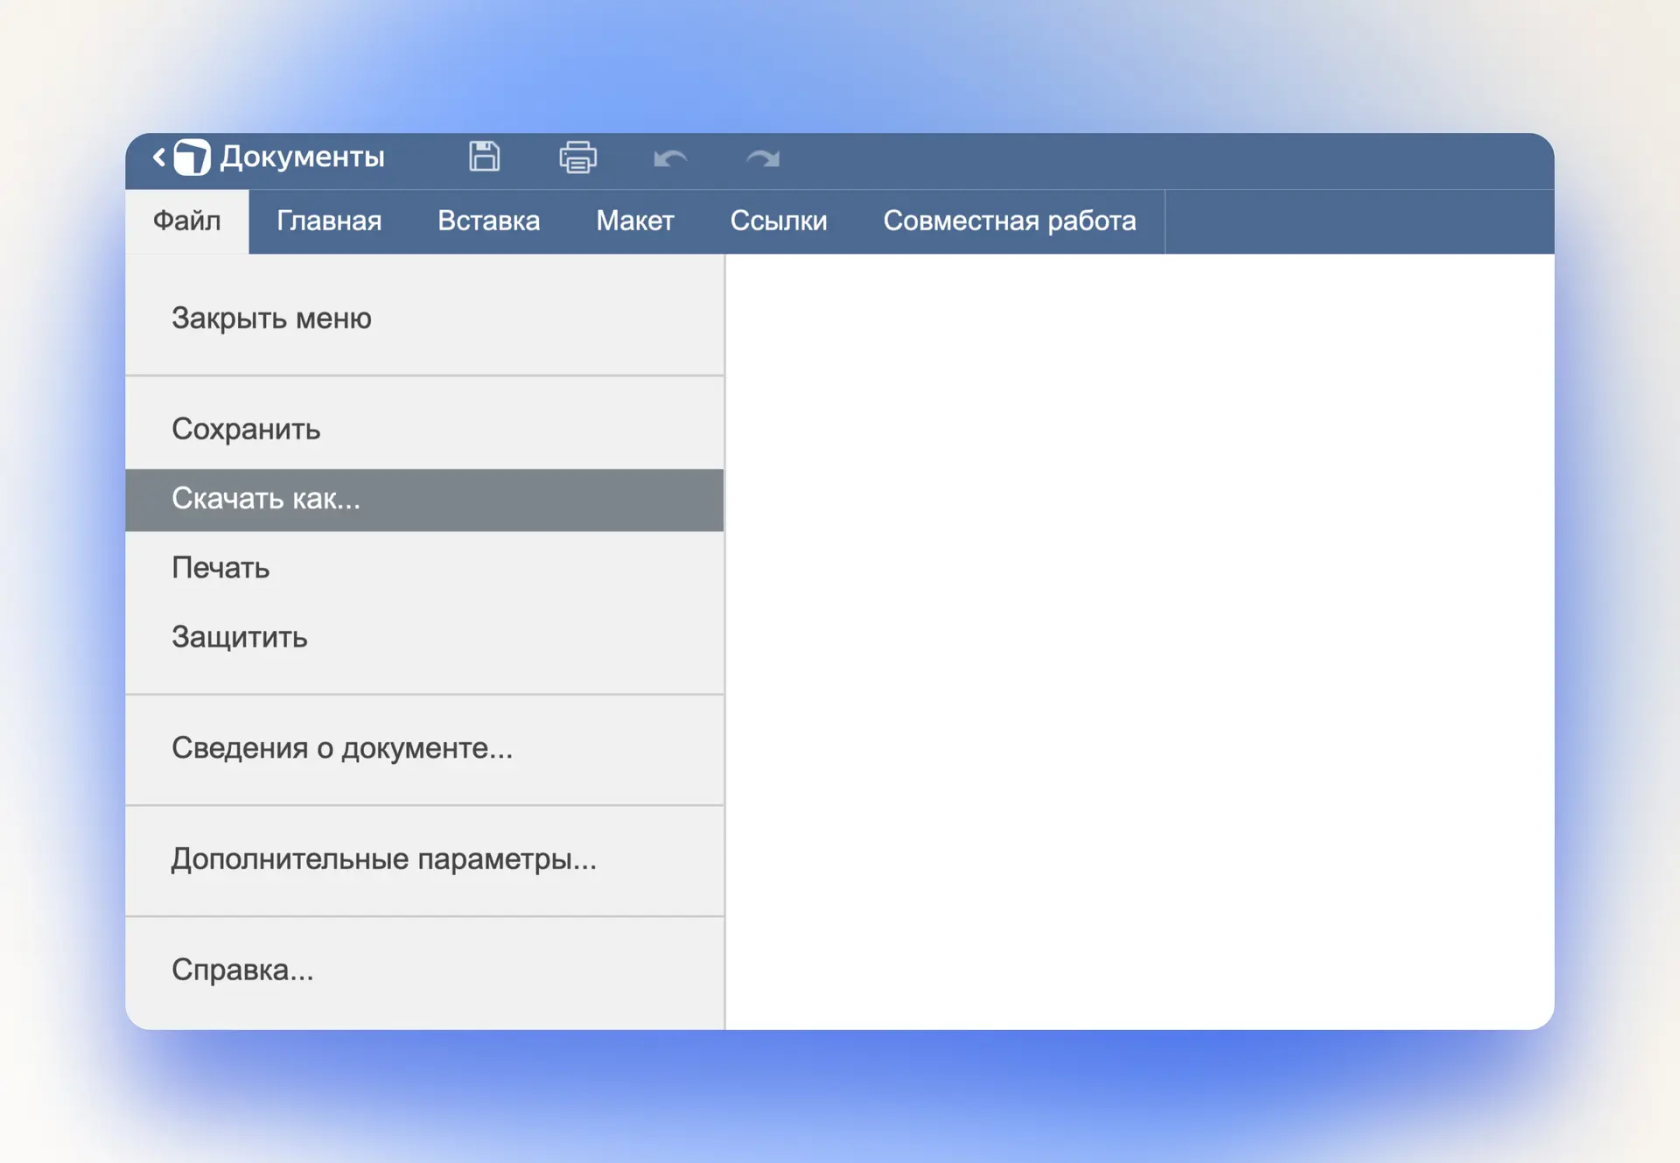 Документы
Файл Главная Вставка Макет Ссылки Совместная работа
Закрыть меню
Сохранить
Скачать как...
Печать
Защитить
Сведения о документе...
Дополнительные параметры...
Справка...